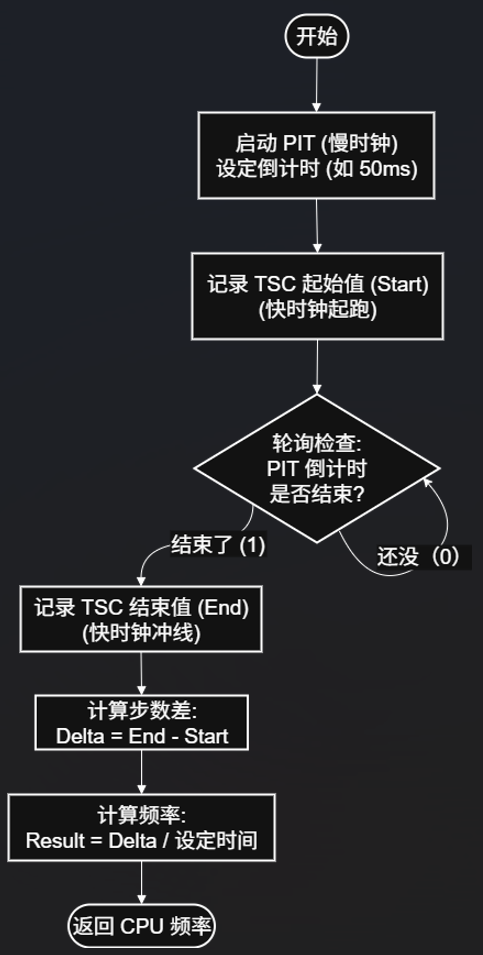 开始
启动 PIT (慢时钟)
设定倒计时 (如 50ms)
记录 TSC 起始值 (Start)
(快时钟起跑)
轮询检查:
PIT 倒计时
是否结束?
结束了 (1)
还没（0）
记录 TSC 结束值 (End)
(快时钟冲线)
计算步数差:
Delta = End - Start
计算频率:
Result = Delta / 设定时间
返回 CPU 频率